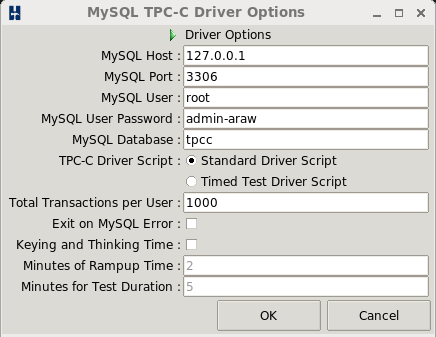 MySQL TPC-C Driver Options
Driver Options
MySQL Host : 127.0.0.1
MySQL Port : 3306
MySQL User : root
MySQL User Password : admin-araw
MySQL Database : tpcc
TPC-C Driver Script : Standard Driver Script
Timed Test Driver Script
Total Transactions per User : 1000
Exit on MySQL Error :
Keying and Thinking Time :
Minutes of Rampup Time : 2
Minutes for Test Duration : 5
OK Cancel